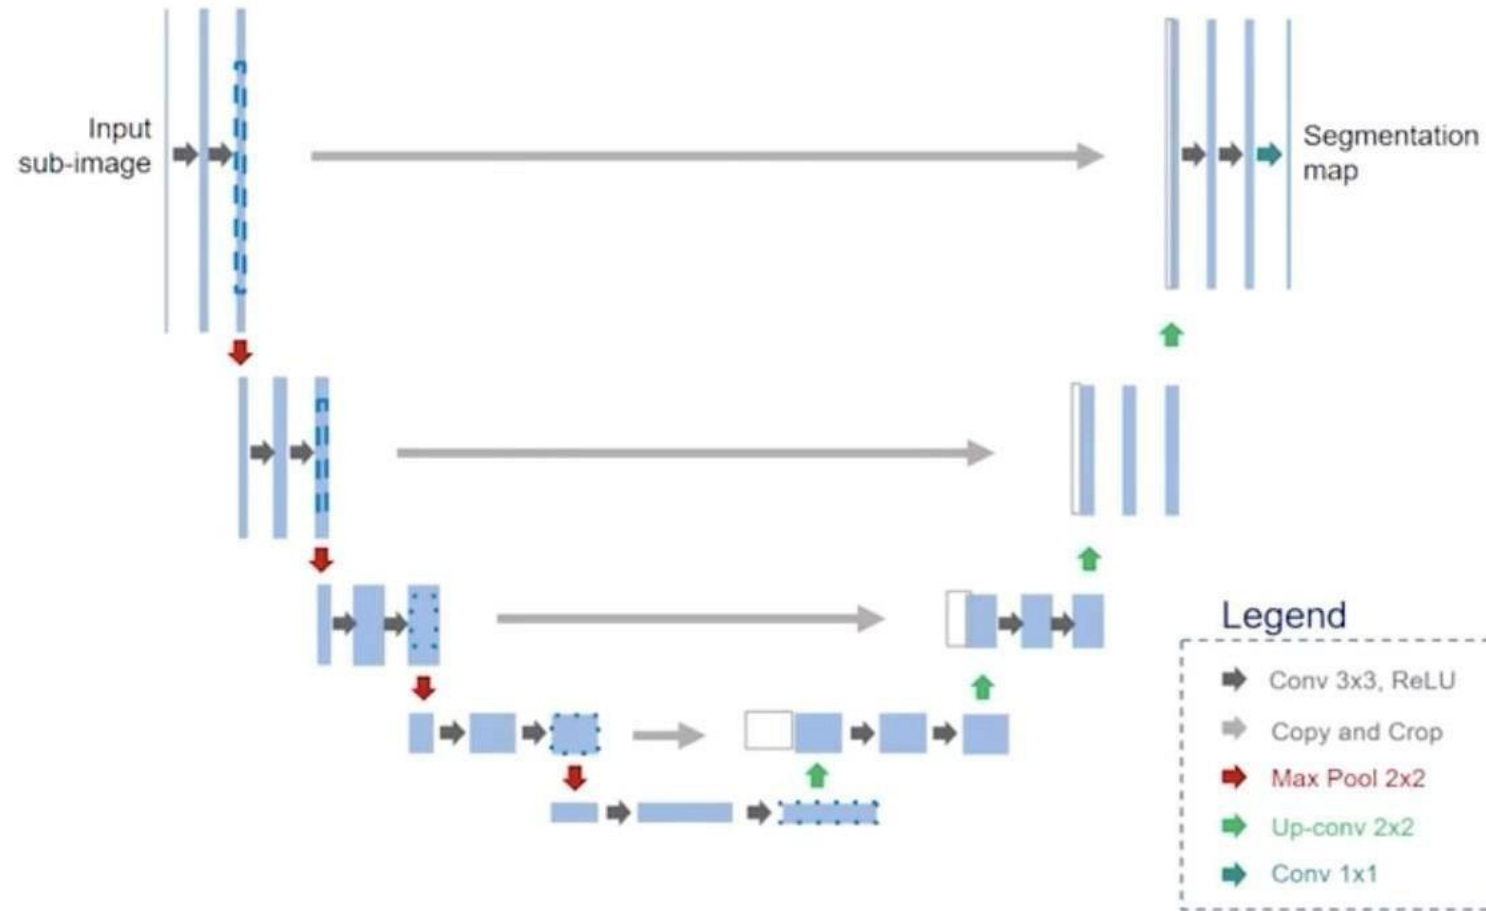 Input
sub-image
Segmentation
map
Legend
Conv 3x3, ReLU
Copy and Crop
Max Pool 2x2
Up-conv 2x2
Conv 1x1